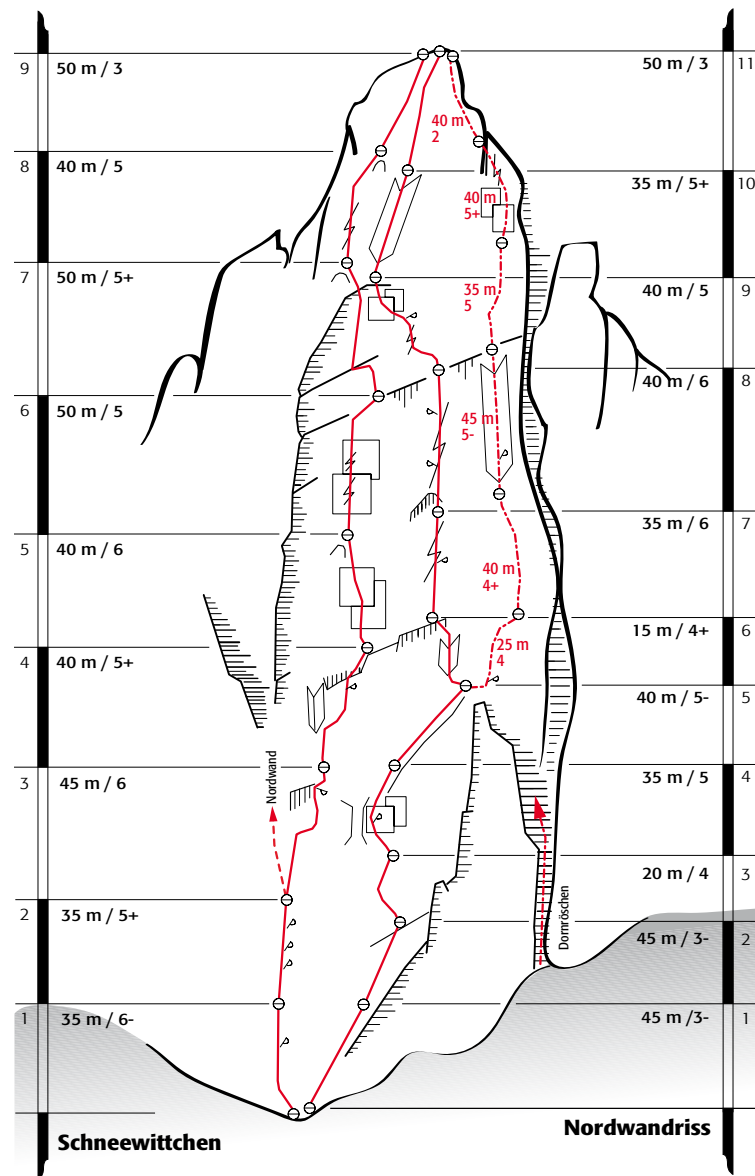 9 50 m / 3
50 m / 3 11
40 m
2
8 40 m / 5
35 m / 5+ 10
40 m
5+
7 50 m / 5+
40 m / 5 9
35 m
5
40 m / 6 8
6 50 m / 5
45 m
5-
35 m / 6 7
5 40 m / 6
40 m
4+
15 m / 4+ 6
25 m
4
4 40 m / 5+
40 m / 5- 5
Nordwand
3 45 m / 6
35 m / 5 4
20 m / 4 3
2 35 m / 5+
Dornröschen
45 m / 3- 2
1 35 m / 6-
45 m /3- 1
Schneewittchen
Nordwandriss